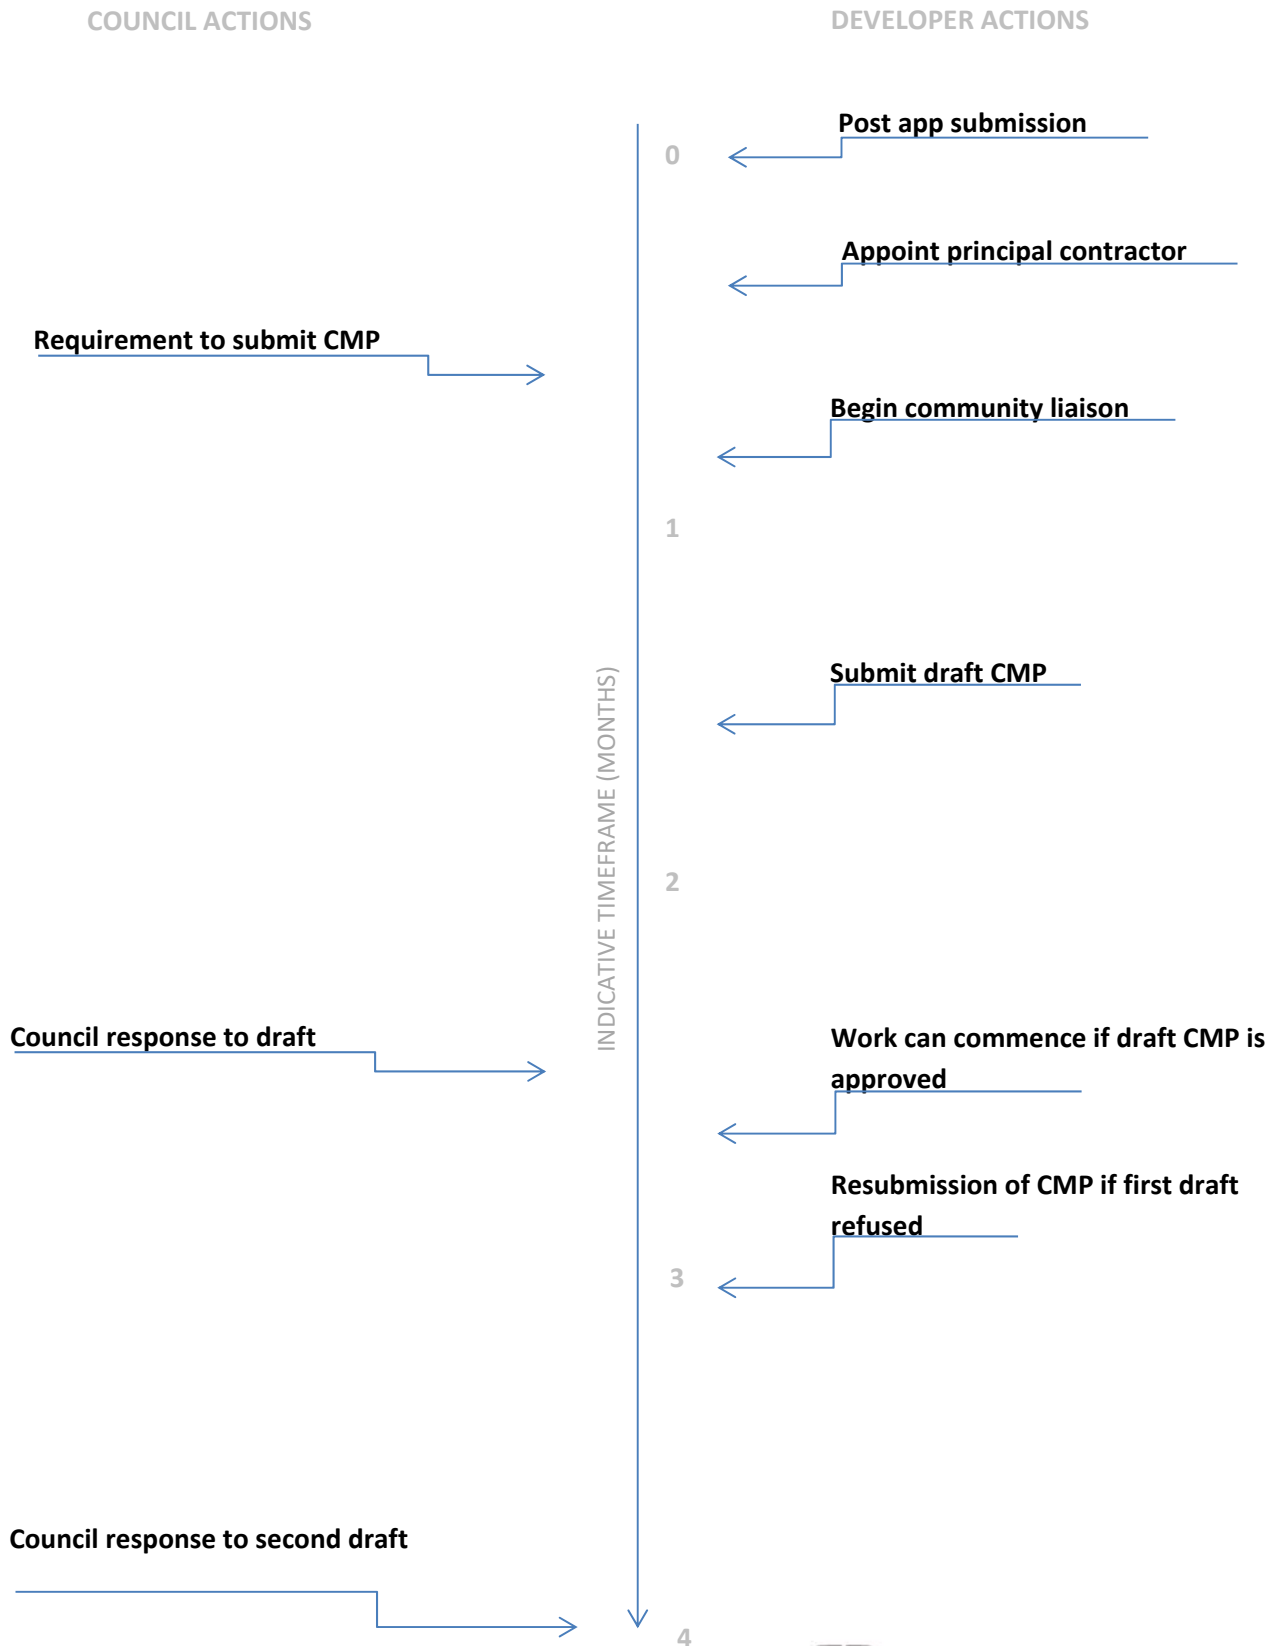 COUNCIL ACTIONS
DEVELOPER ACTIONS
Post app submission
0
Appoint principal contractor
Requirement to submit CMP
Begin community liaison
1
Submit draft CMP
INDICATIVE TIMEFRAME (MONTHS)
2
Council response to draft
Work can commence if draft CMP is
approved
Resubmission of CMP if first draft
refused
3
Council response to second draft
4